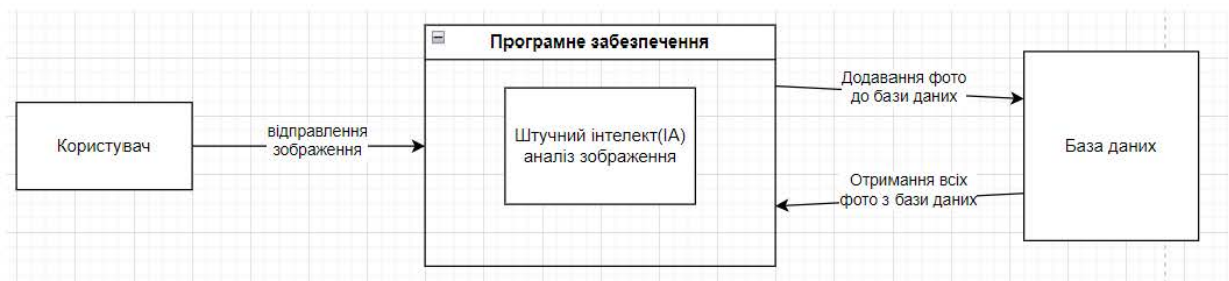 Програмне забезпечення
Користувач
відправлення
зображення
Штучний інтелект(ІА)
аналіз зображення
Додавання фото
до бази даних
Отримання всіх
фото з бази даних
База даних